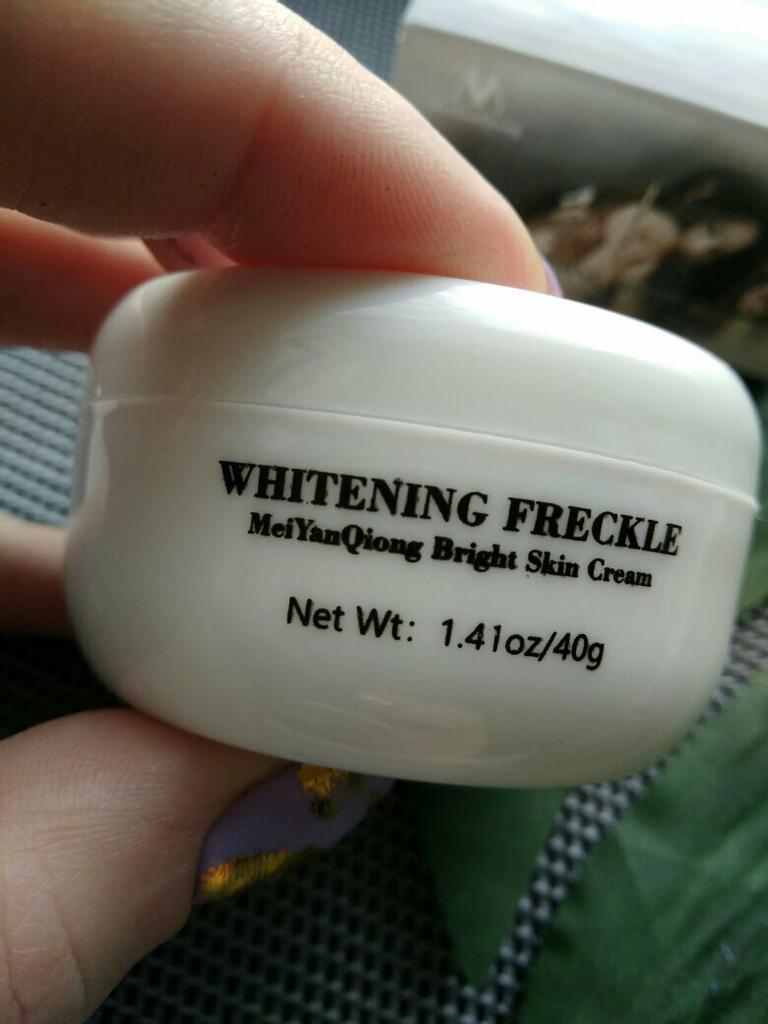 WHITENING FRECKLE
MeiYanQiong Bright Skin Cream
Net Wt: 1.41oz/40g